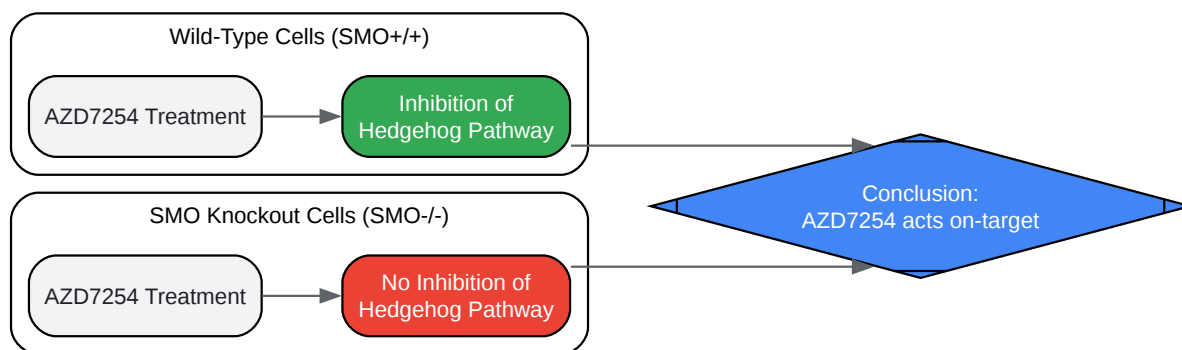 Wild-Type Cells (SMO+/+)
AZD7254 Treatment
Inhibition of
Hedgehog Pathway
SMO Knockout Cells (SMO-/-)
AZD7254 Treatment
No Inhibition of
Hedgehog Pathway
Conclusion:
AZD7254 acts on-target